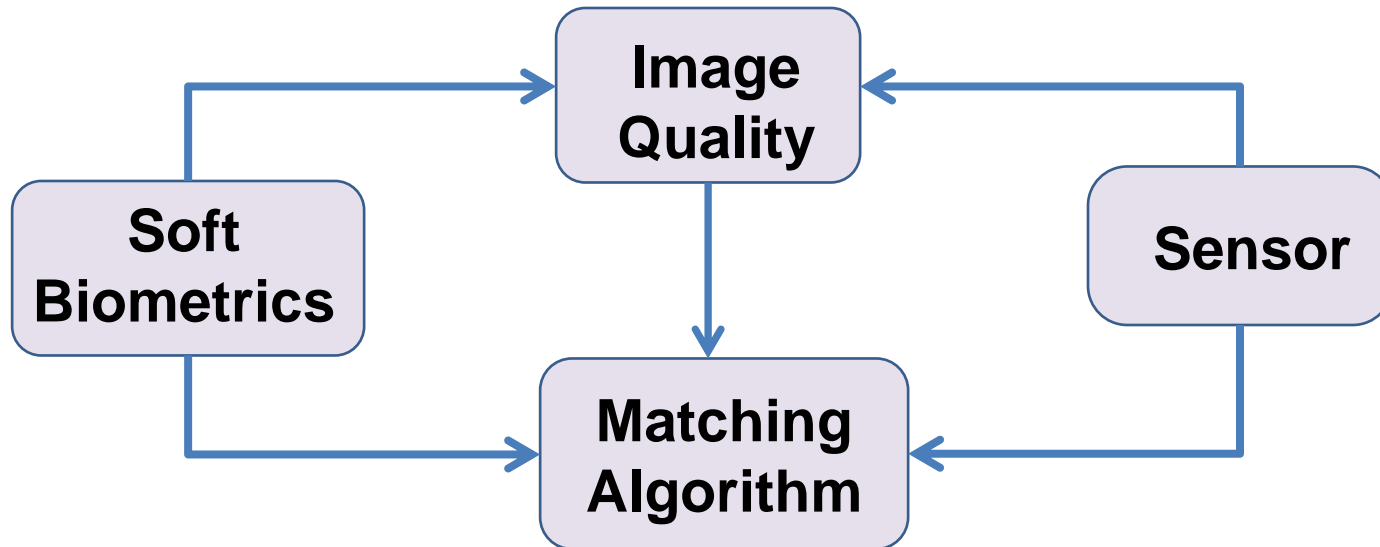 Image
Quality
Soft
Biometrics
Sensor
Matching
Algorithm